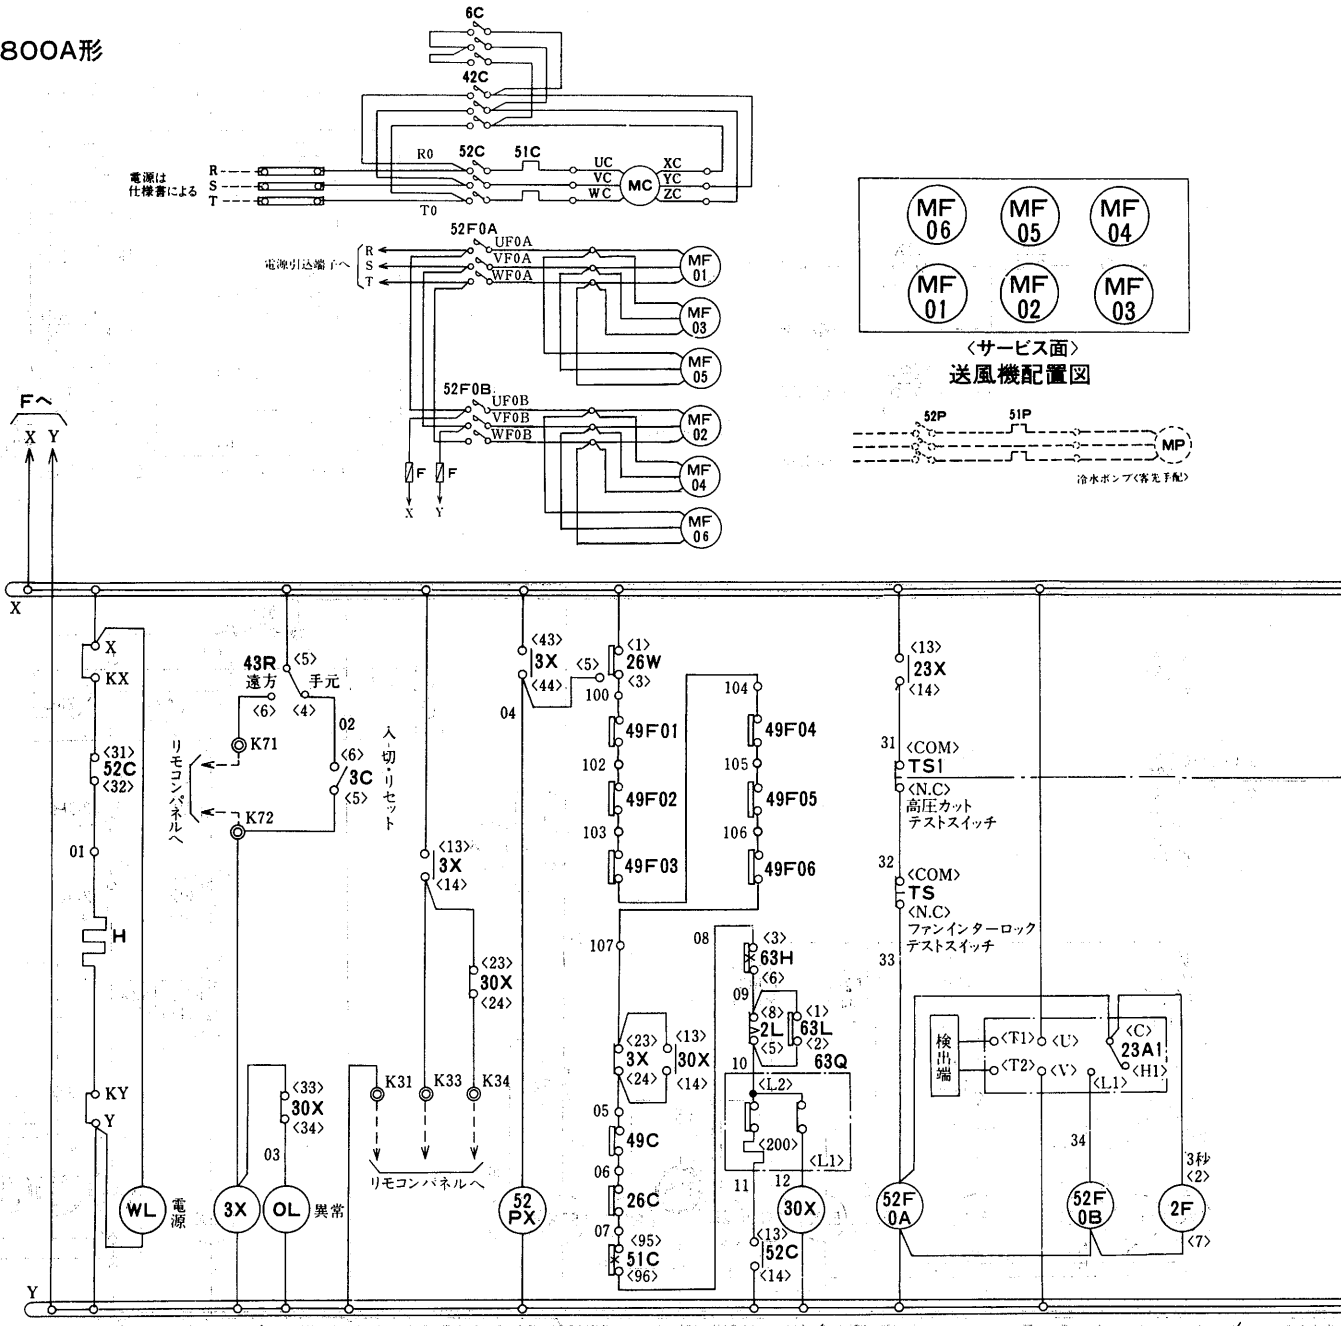 800A形
6C
42C
電源は
仕様書による
R
S
T
R0
T0
52C
51C
UC
VC
WC
MC
XC
YC
ZC
電源引込端子へ
R
S
T
52F0A
UF0A
VF0A
WF0A
MF
01
MF
03
MF
05
52F0B
UF0B
VF0B
WF0B
MF
02
MF
04
MF
06
F
F
X
Y
MF
06
MF
05
MF
04
MF
01
MF
02
MF
03
〈サービス面〉
送風機配置図
52P
51P
MP
冷水ポンプ〈客先手配〉
Fへ
X Y
X
X
KX
〈31〉
52C
〈32〉
01
H
KY
Y
WL
電源
43R
遠方
〈5〉
手元
〈6〉
〈4〉
02
K71
〈6〉
3C
〈5〉
K72
リモコンパネルへ
入-切・リセット
〈33〉
30X
〈34〉
03
3X
OL
異常
〈13〉
3X
〈14〉
〈23〉
30X
〈24〉
K31
K33
K34
リモコンパネルへ
〈43〉
3X
〈44〉
04
52
PX
〈5〉
〈1〉
26W
〈3〉
100
49F01
102
49F02
103
49F03
104
49F04
105
49F05
106
49F06
107
〈23〉
3X
〈24〉
〈13〉
30X
〈14〉
05
49C
06
26C
07
〈95〉
51C
〈96〉
08
〈3〉
63H
〈6〉
09
〈8〉
2L
〈5〉
〈1〉
63L
〈2〉
10
63Q
〈L2〉
〈200〉
〈L1〉
11
12
30X
〈13〉
52C
〈14〉
〈13〉
23X
〈14〉
31
〈COM〉
TS1
〈N.C〉
高圧カット
テストスイッチ
32
〈COM〉
TS
〈N.C〉
ファンインターロック
テストスイッチ
33
検出端
〈T1〉
〈U〉
〈C〉
23A1
〈T2〉
〈V〉
〈L1〉
〈H1〉
34
3秒
〈2〉
52F
0A
52F
0B
2F
〈7〉
Y